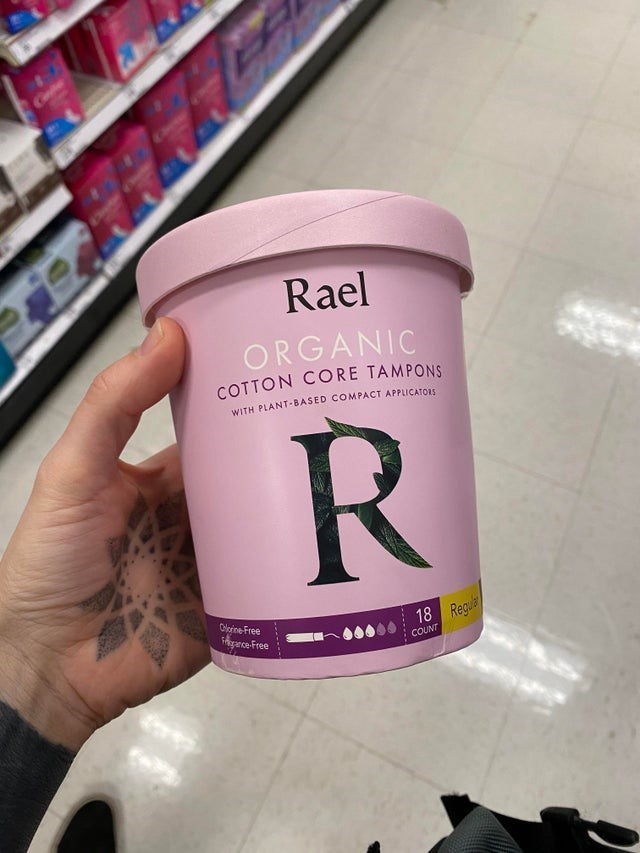 Rael
ORGANIC
COTTON CORE TAMPONS
WITH PLANT-BASED COMPACT APPLICATORS
R
Chlorine-Free
Fragrance-Free
18
COUNT
Regular